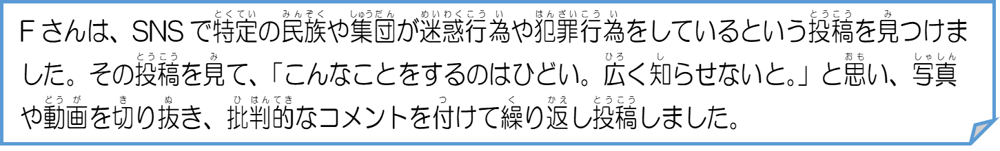 Fさんは、SNSで特定の民族や集団が迷惑行為や犯罪行為をしているという投稿を見つけま
した。その投稿を見て、「こんなことをするのはひどい。広く知らせないと。」と思い、写真
や動画を切り抜き、批判的なコメントを付けて繰り返し投稿しました。